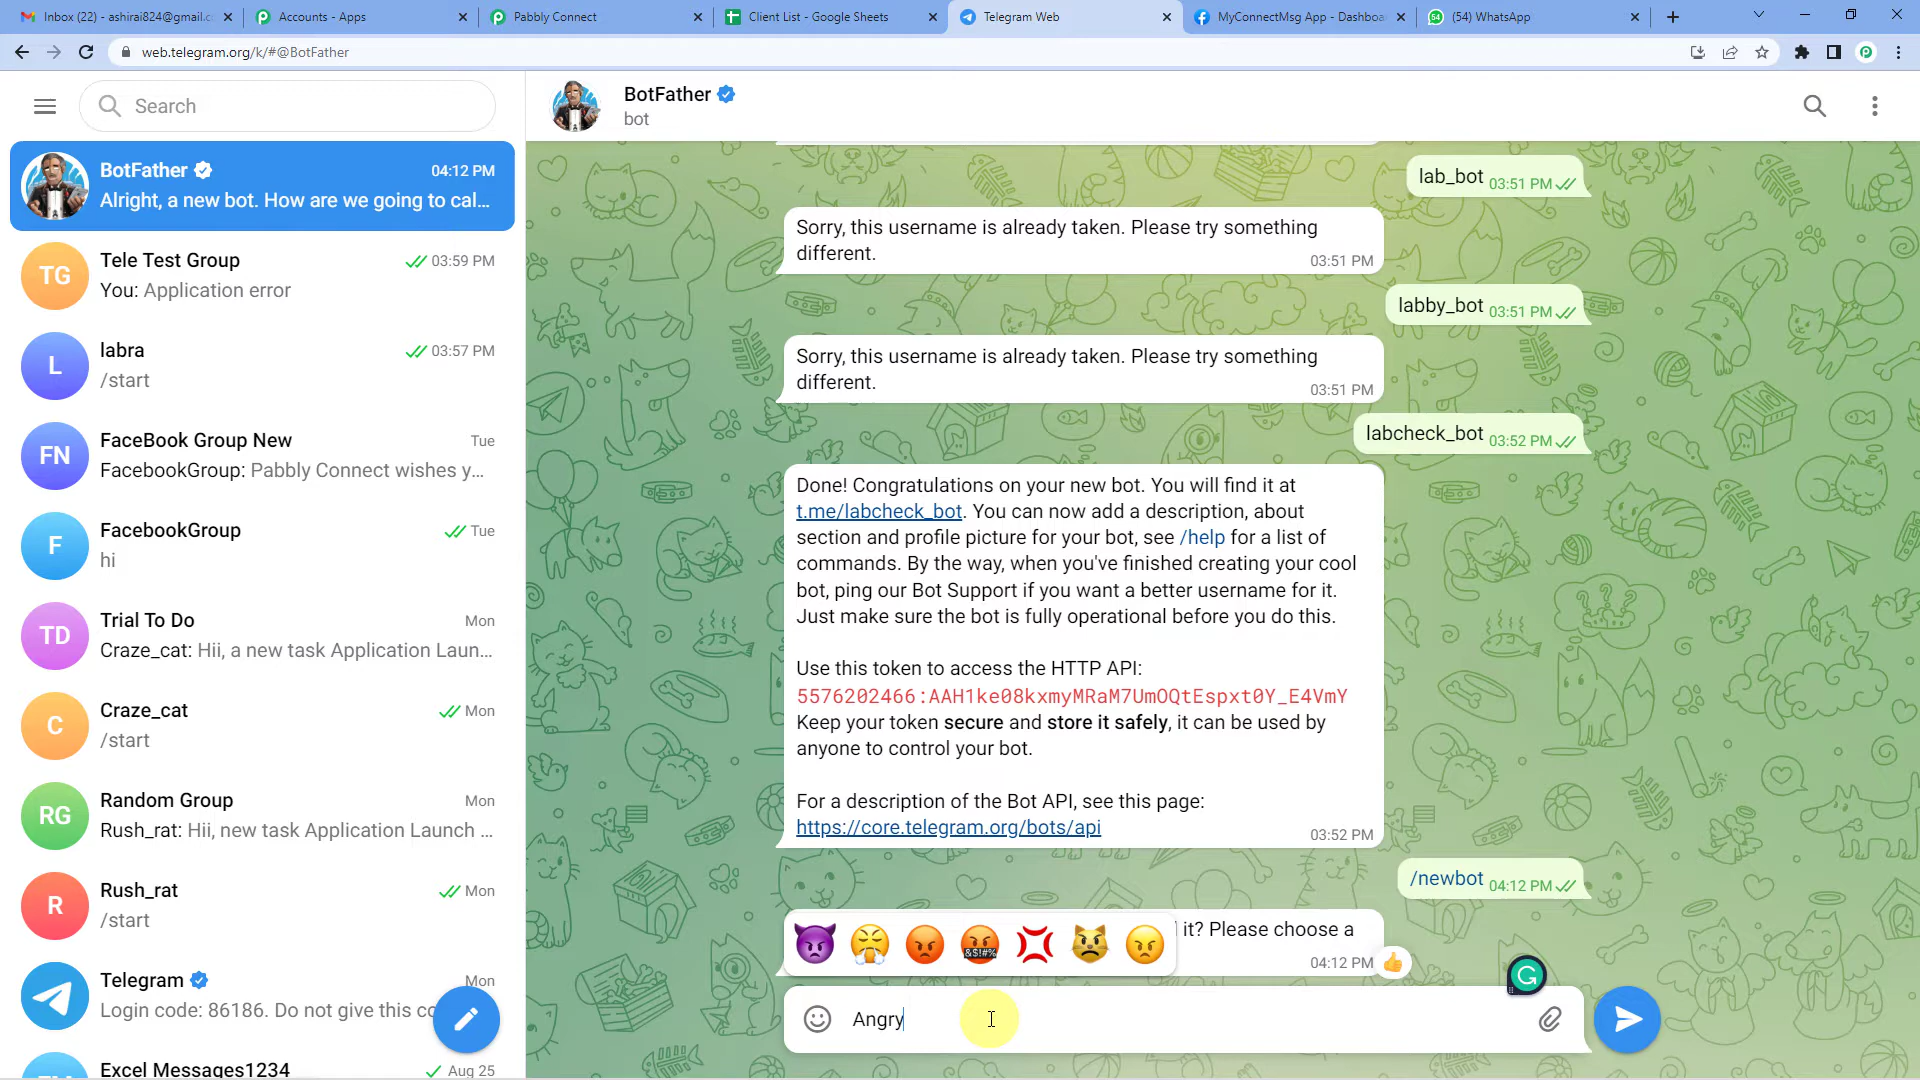 Inbox (22) - ashirai824@gmail.c
Accounts - Apps
Pabbly Connect
Client List - Google Sheets
Telegram Web
MyConnectMsg App - Dashboa
(54) WhatsApp
web.telegram.org/k/#@BotFather
Search
BotFather
04:12 PM
Alright, a new bot. How are we going to cal...
TG
Tele Test Group
03:59 PM
You: Application error
L
labra
03:57 PM
/start
FN
FaceBook Group New
Tue
FacebookGroup: Pabbly Connect wishes y...
F
FacebookGroup
Tue
hi
TD
Trial To Do
Mon
Craze_cat: Hii, a new task Application Laun...
C
Craze_cat
Mon
/start
RG
Random Group
Mon
Rush_rat: Hii, new task Application Launch ...
R
Rush_rat
Mon
/start
Telegram
Mon
Login code: 86186. Do not give this co
Excel Messages1234
Aug 25
BotFather
bot
lab_bot 03:51 PM
Sorry, this username is already taken. Please try something
different.
03:51 PM
labby_bot 03:51 PM
Sorry, this username is already taken. Please try something
different.
03:51 PM
labcheck_bot 03:52 PM
Done! Congratulations on your new bot. You will find it at
t.me/labcheck_bot. You can now add a description, about
section and profile picture for your bot, see /help for a list of
commands. By the way, when you've finished creating your cool
bot, ping our Bot Support if you want a better username for it.
Just make sure the bot is fully operational before you do this.
Use this token to access the HTTP API:
5576202466:AAH1ke08kxmyMRaM7UmOQtEspxt0Y_E4VmY
Keep your token secure and store it safely, it can be used by
anyone to control your bot.
For a description of the Bot API, see this page:
https://core.telegram.org/bots/api
03:52 PM
/newbot 04:12 PM
it? Please choose a
04:12 PM
Angry